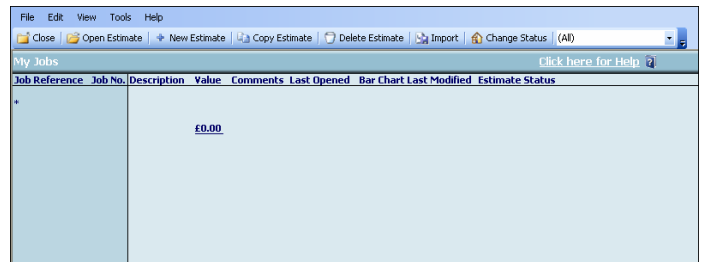 File Edit View Tools Help
Close Open Estimate New Estimate Copy Estimate Delete Estimate Import Change Status (All)
My Jobs Click here for Help
Job Reference Job No. Description Value Comments Last Opened Bar Chart Last Modified Estimate Status
*
£0.00